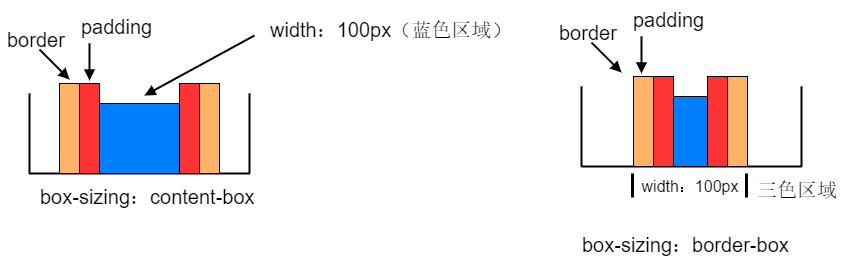 border
padding
width：100px（蓝色区域）
box-sizing：content-box
border
padding
width：100px
三色区域
box-sizing：border-box